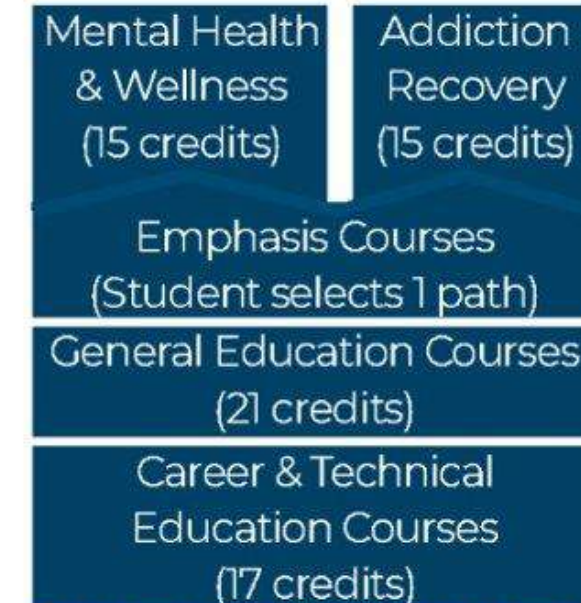 Mental Health
& Wellness
(15 credits)
Addiction
Recovery
(15 credits)
Emphasis Courses
(Student selects 1 path)
General Education Courses
(21 credits)
Career & Technical
Education Courses
(17 credits)